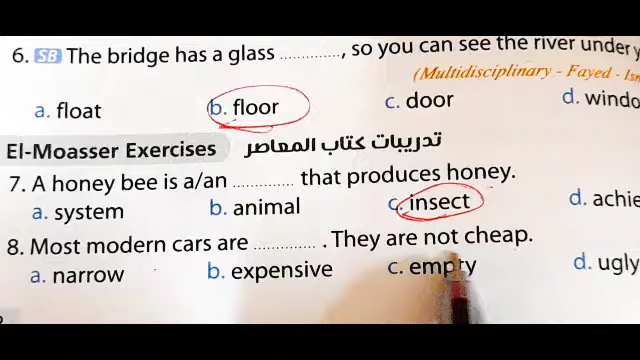 6. SB The bridge has a glass ............, so you can see the river under
(Multidisciplinary - Fayed -
a. float b. floor c. door d.
El-Moasser Exercises تدريبات كتاب المعاصر
7. A honey bee is a/an ............ that produces honey.
a. system b. animal c. insect d.
8. Most modern cars are ............ . They are not cheap.
a. narrow b. expensive c. empty d. ugly